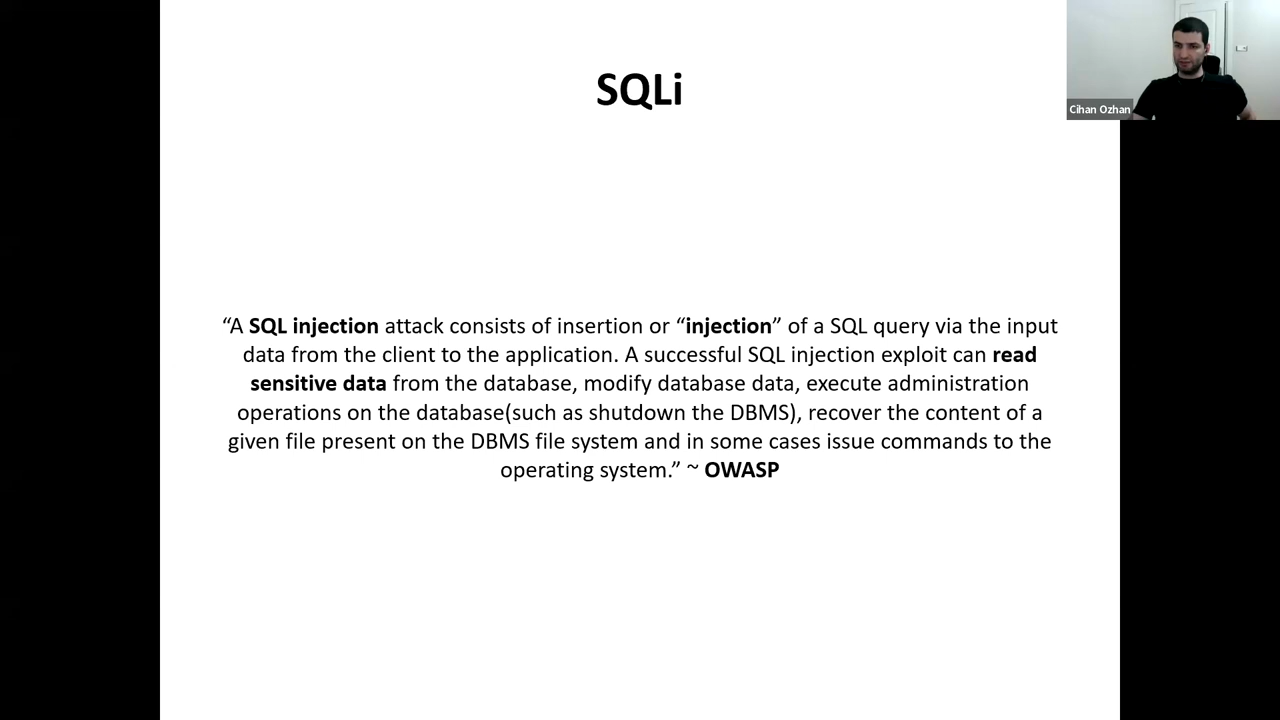 SQLi
Cihan Ozhan
“A SQL injection attack consists of insertion or “injection” of a SQL query via the input
data from the client to the application. A successful SQL injection exploit can read
sensitive data from the database, modify database data, execute administration
operations on the database(such as shutdown the DBMS), recover the content of a
given file present on the DBMS file system and in some cases issue commands to the
operating system.” ~ OWASP